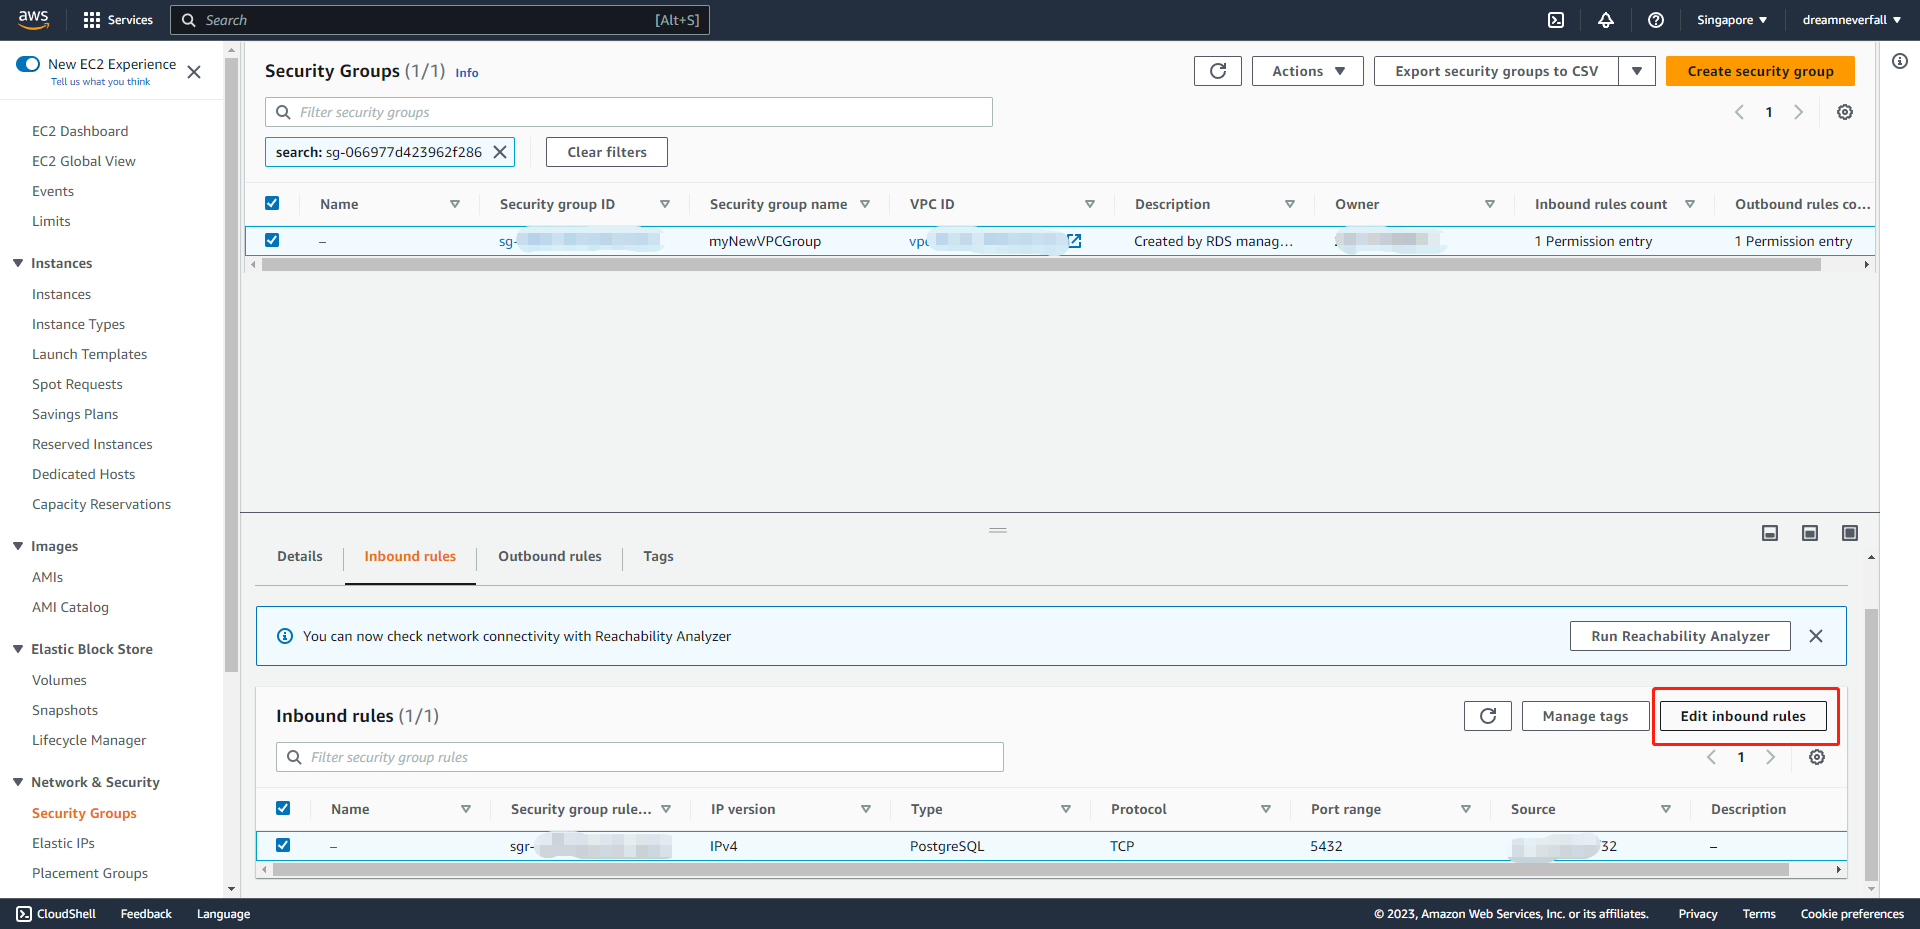 aws Services Search [Alt+S] Singapore dreamneverfall
New EC2 Experience
Tell us what you think
EC2 Dashboard
EC2 Global View
Events
Limits
Instances
Instances
Instance Types
Launch Templates
Spot Requests
Savings Plans
Reserved Instances
Dedicated Hosts
Capacity Reservations
Images
AMIs
AMI Catalog
Elastic Block Store
Volumes
Snapshots
Lifecycle Manager
Network & Security
Security Groups
Elastic IPs
Placement Groups
Security Groups (1/1) Info Actions Export security groups to CSV Create security group
Filter security groups 1
search: sg-066977d423962f286 Clear filters
Name Security group ID Security group name VPC ID Description Owner Inbound rules count Outbound rules co...
– sg- myNewVPCGroup Created by RDS manag... 1 Permission entry 1 Permission entry
Details Inbound rules Outbound rules Tags
You can now check network connectivity with Reachability Analyzer Run Reachability Analyzer
Inbound rules (1/1) Manage tags Edit inbound rules
Filter security group rules 1
Name Security group rule... IP version Type Protocol Port range Source Description
– sgr- IPv4 PostgreSQL TCP 5432 32 –
CloudShell Feedback Language © 2023, Amazon Web Services, Inc. or its affiliates. Privacy Terms Cookie preferences